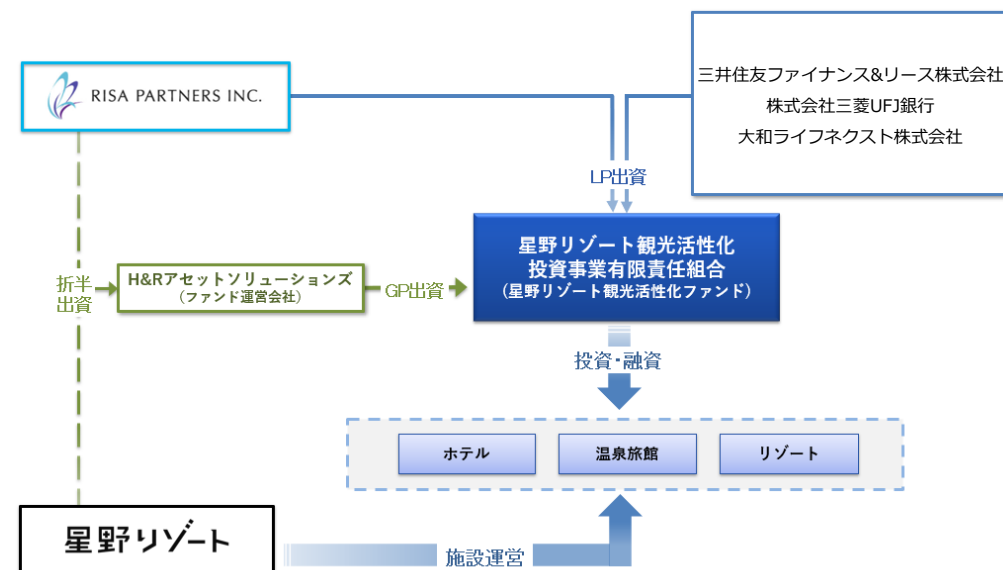 RISA PARTNERS INC.
三井住友ファイナンス&リース株式会社
株式会社三菱UFJ銀行
大和ライフネクスト株式会社
LP出資
星野リゾート観光活性化
投資事業有限責任組合
(星野リゾート観光活性化ファンド)
折半
出資
H&Rアセットソリューションズ
(ファンド運営会社)
GP出資
投資・融資
ホテル
温泉旅館
リゾート
星野リゾート
施設運営